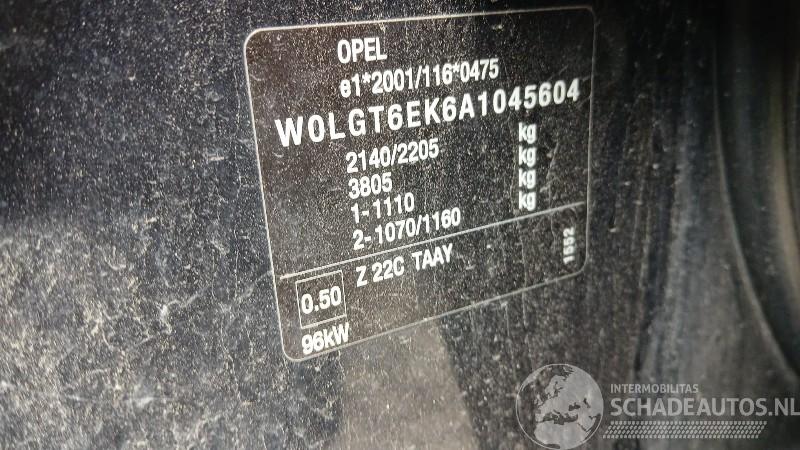 OPEL
e1*2001/116*0475
W0LGT6EK6A1045604
2140/2205 kg
3805 kg
1-1110 kg
2-1070/1160 kg
Z 22C TAAY
1552
0.50
96kW
INTERMOBILITAS
SCHADEAUTOS.NL